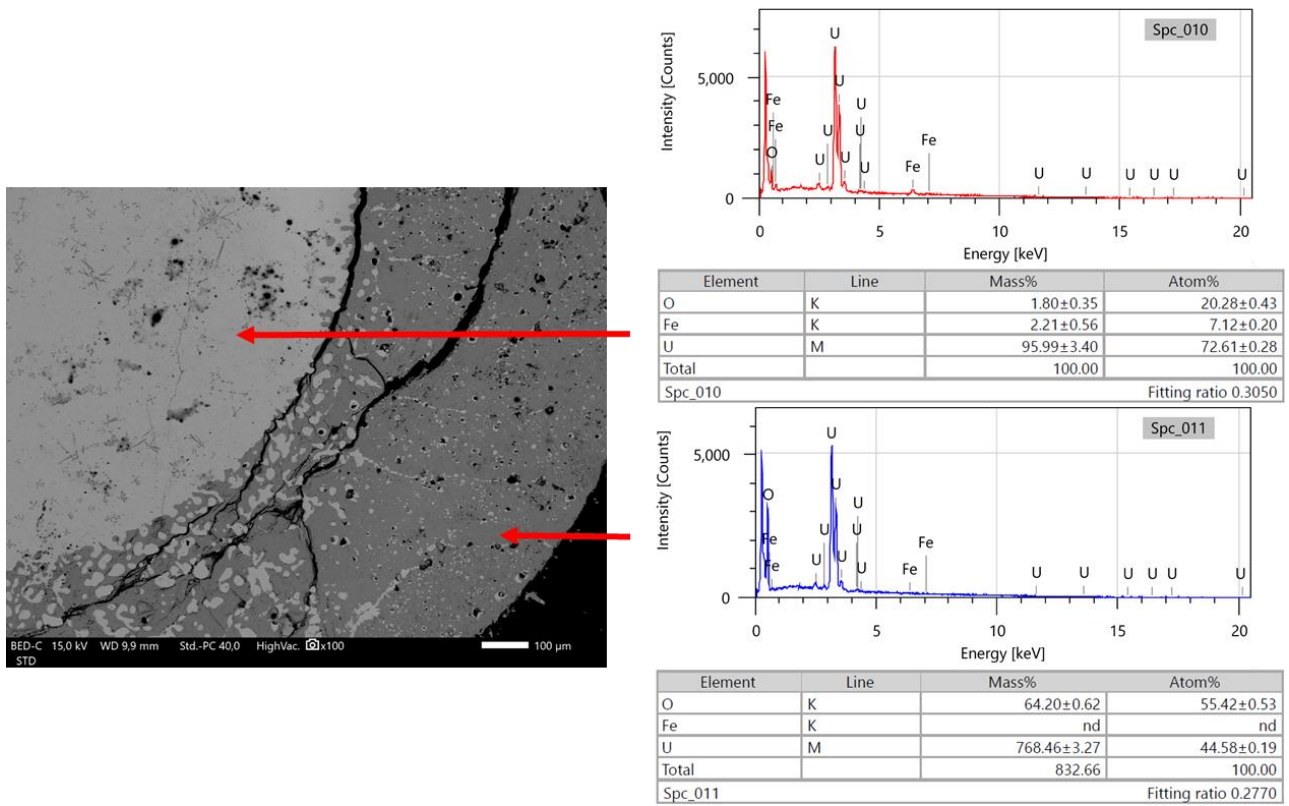 Spc_010
Intensity [Counts]
5,000
0
Fe
Fe
O
U
U
U
U
U
U
U
U
Fe
Fe
U
U
U
U
U
U
0 5 10 15 20
Energy [keV]
Element Line Mass% Atom%
O K 1.80±0.35 20.28±0.43
Fe K 2.21±0.56 7.12±0.20
U M 95.99±3.40 72.61±0.28
Total 100.00 100.00
Spc_010 Fitting ratio 0.3050
Spc_011
Intensity [Counts]
5,000
0
O
Fe
Fe
U
U
U
U
U
U
U
U
Fe
Fe
U
U
U
U
U
U
0 5 10 15 20
Energy [keV]
Element Line Mass% Atom%
O K 64.20±0.62 55.42±0.53
Fe K nd nd
U M 768.46±3.27 44.58±0.19
Total 832.66 100.00
Spc_011 Fitting ratio 0.2770
BED-C 15,0 kV WD 9,9 mm Std.-PC 40,0 HighVac. x100 100 µm
STD